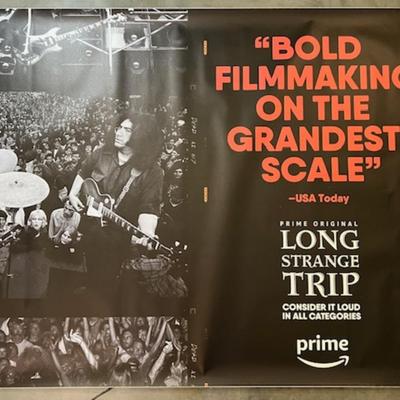 “BOLD
FILMMAKING
ON THE
GRANDEST
SCALE”
–USA Today
PRIME ORIGINAL
LONG
STRANGE
TRIP
CONSIDER IT LOUD
IN ALL CATEGORIES
prime